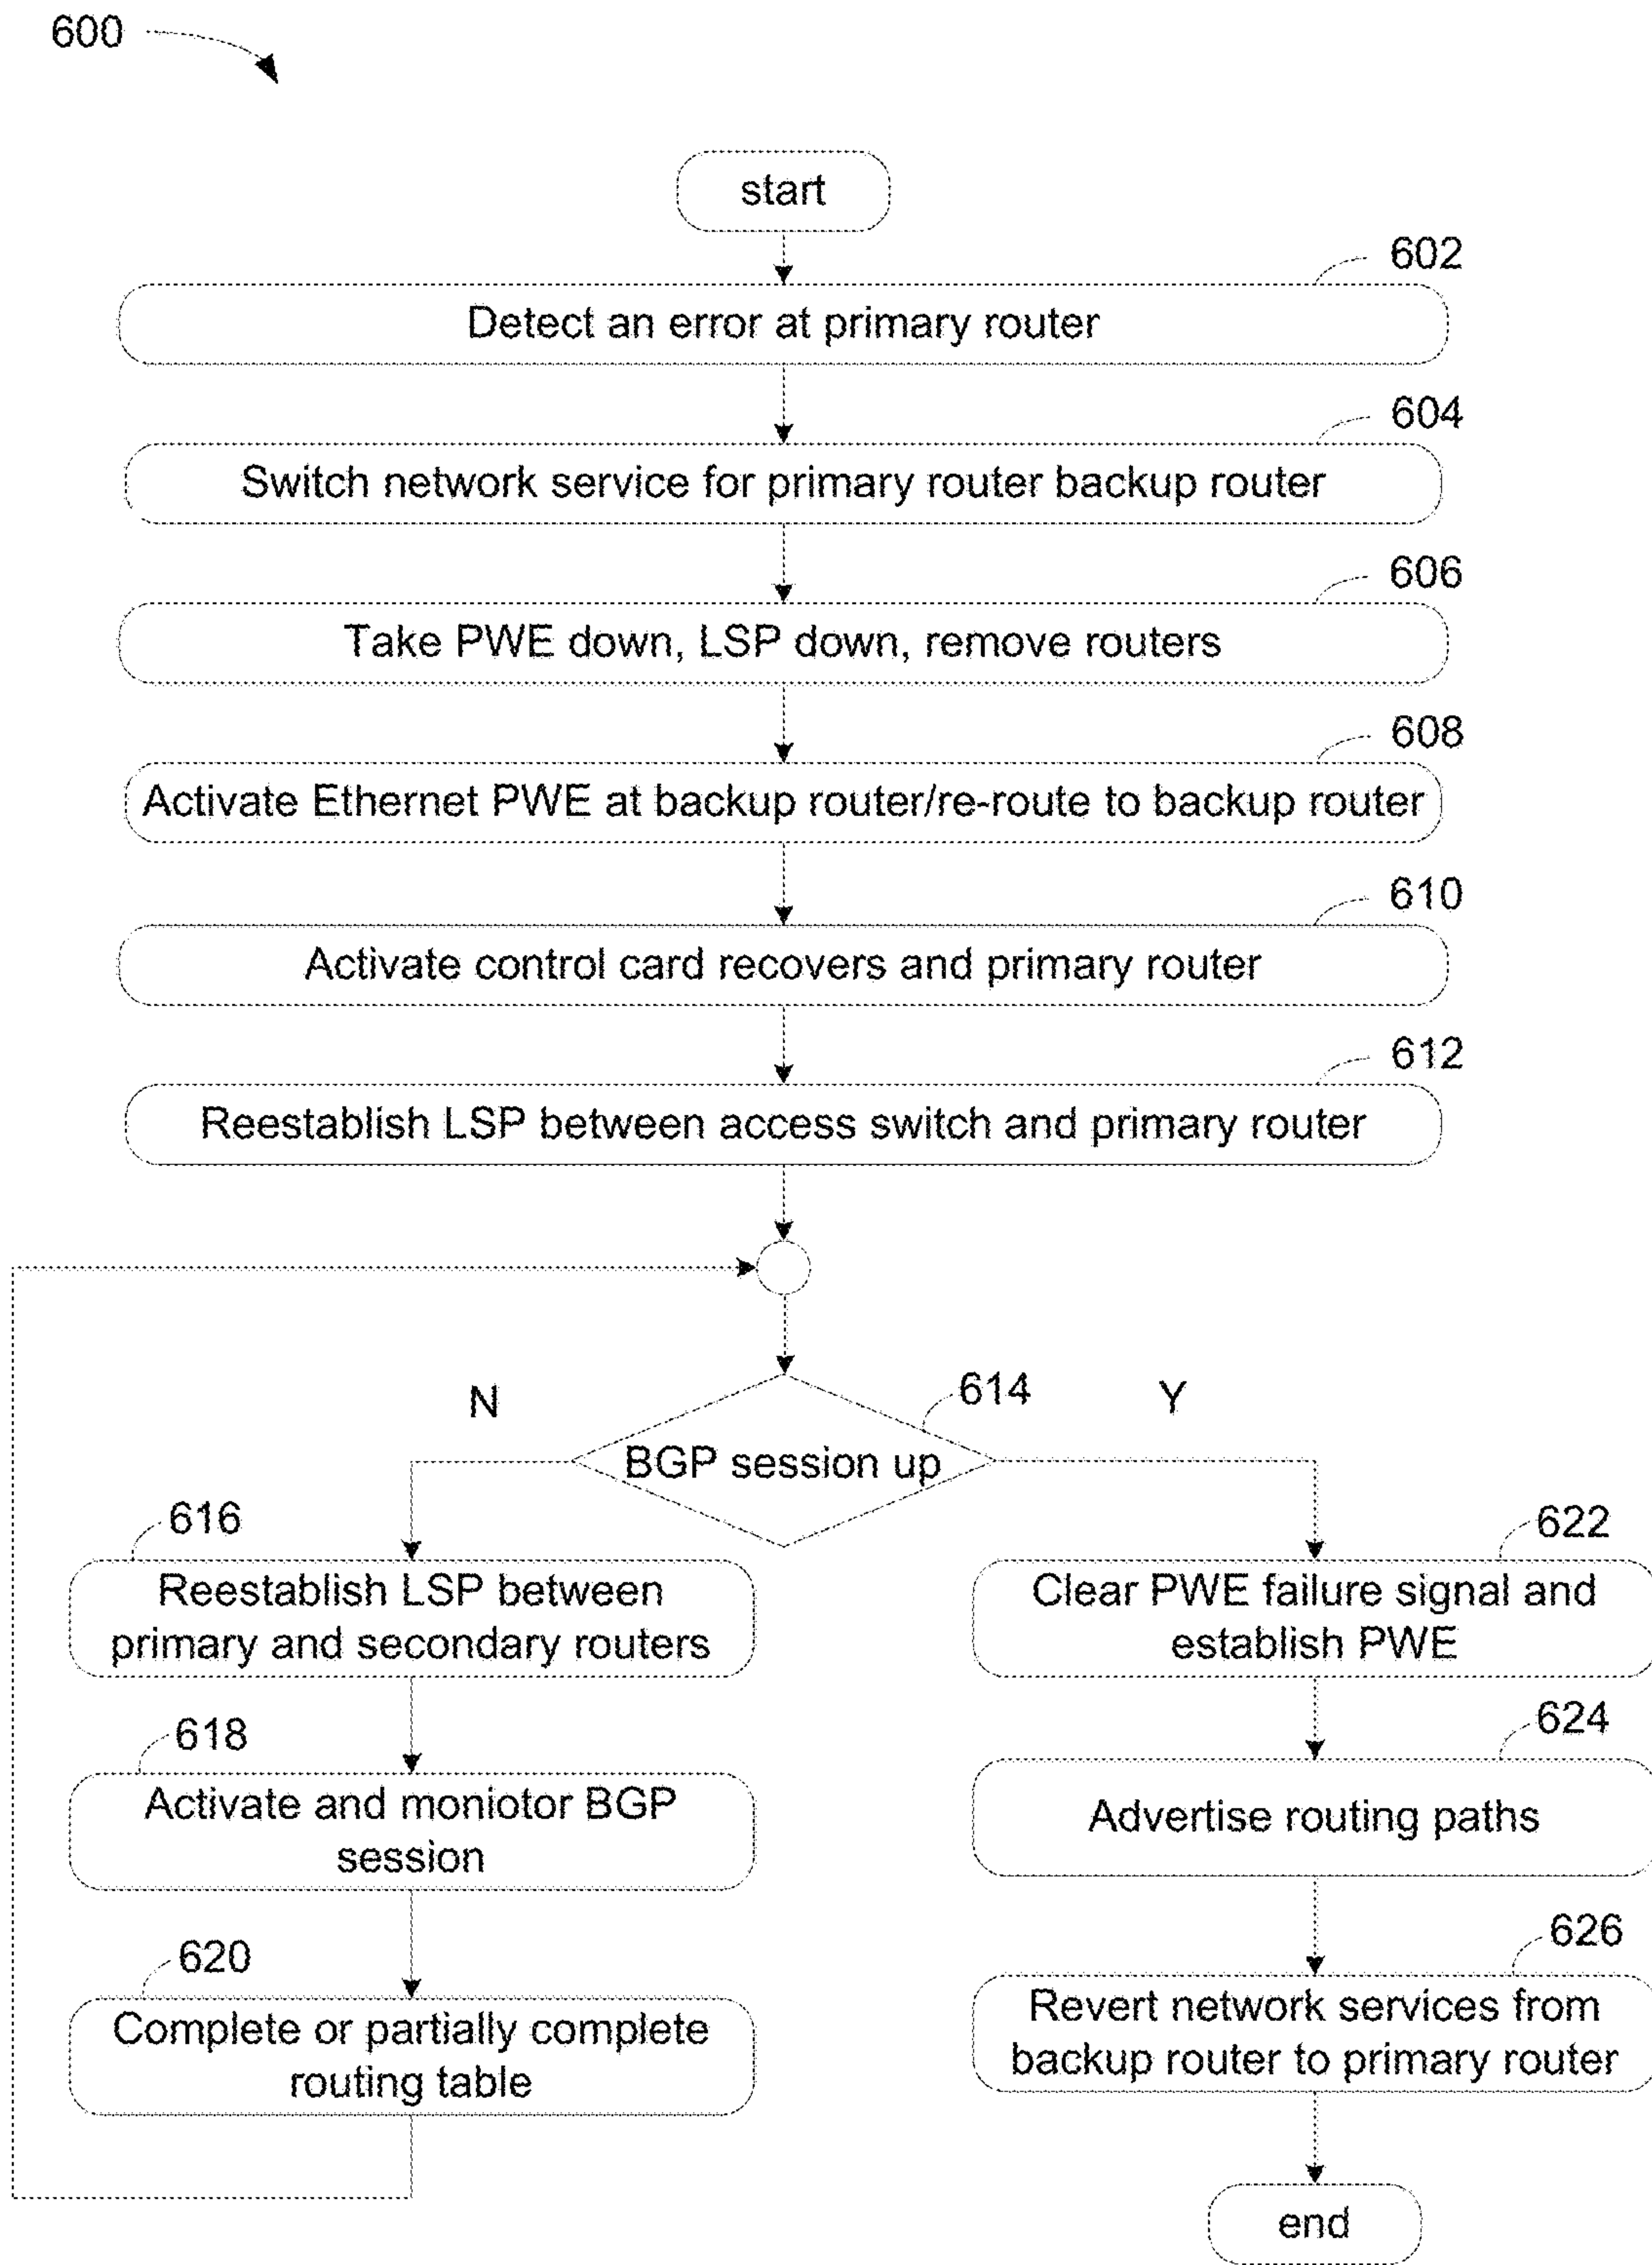 600
start
602
Detect an error at primary router
604
Switch network service for primary router backup router
606
Take PWE down, LSP down, remove routers
608
Activate Ethernet PWE at backup router/re-route to backup router
610
Activate control card recovers and primary router
612
Reestablish LSP between access switch and primary router
N
614
Y
BGP session up
616
Reestablish LSP between
primary and secondary routers
618
Activate and moniotor BGP
session
620
Complete or partially complete
routing table
622
Clear PWE failure signal and
establish PWE
624
Advertise routing paths
626
Revert network services from
backup router to primary router
end